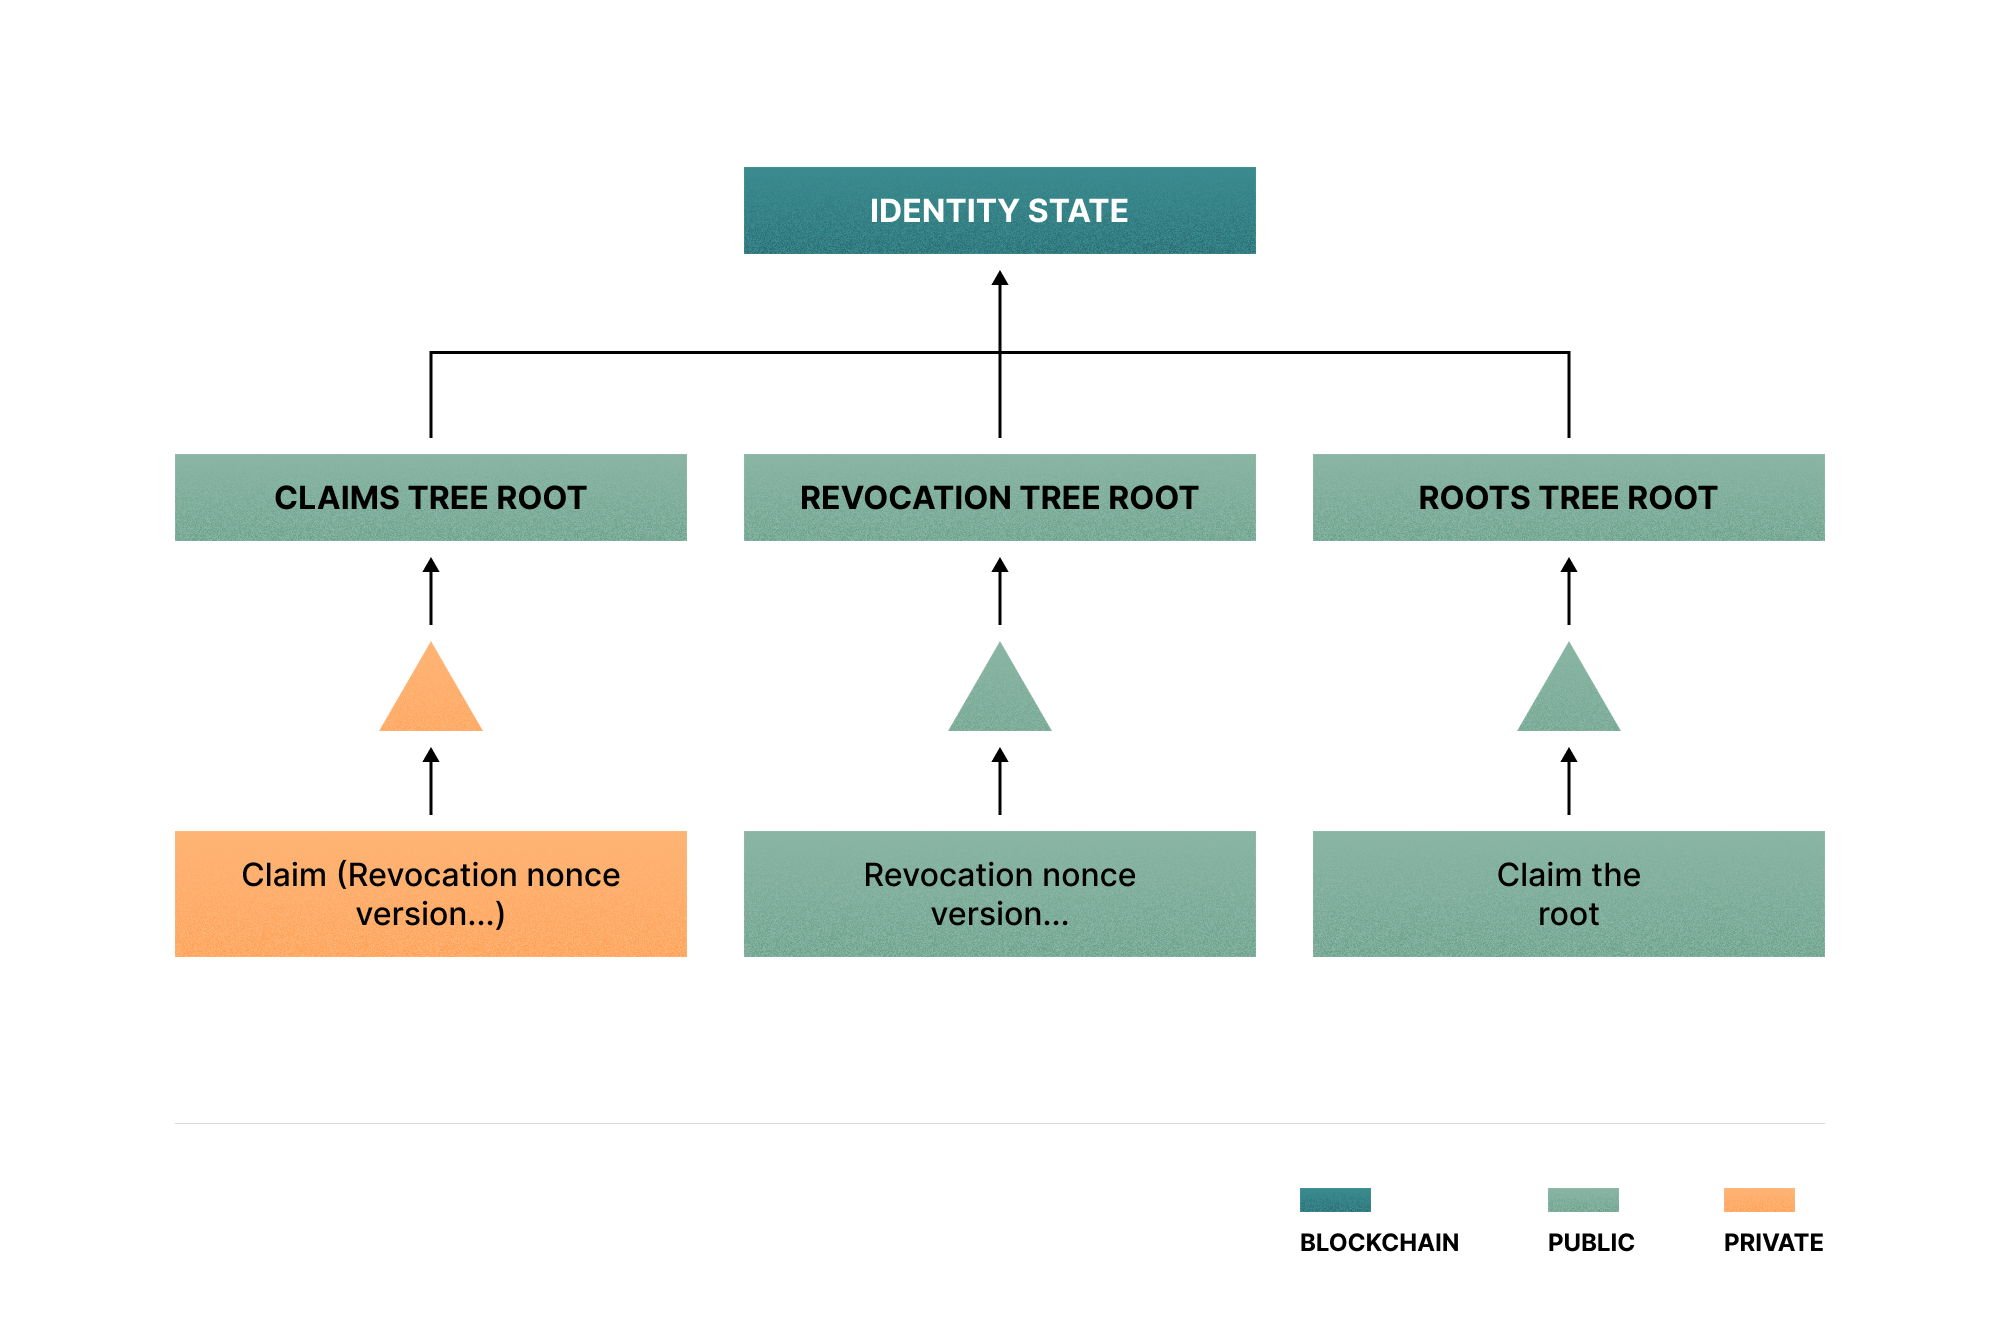 IDENTITY STATE
CLAIMS TREE ROOT
REVOCATION TREE ROOT
ROOTS TREE ROOT
Claim (Revocation nonce
version...)
Revocation nonce
version...
Claim the
root
BLOCKCHAIN
PUBLIC
PRIVATE